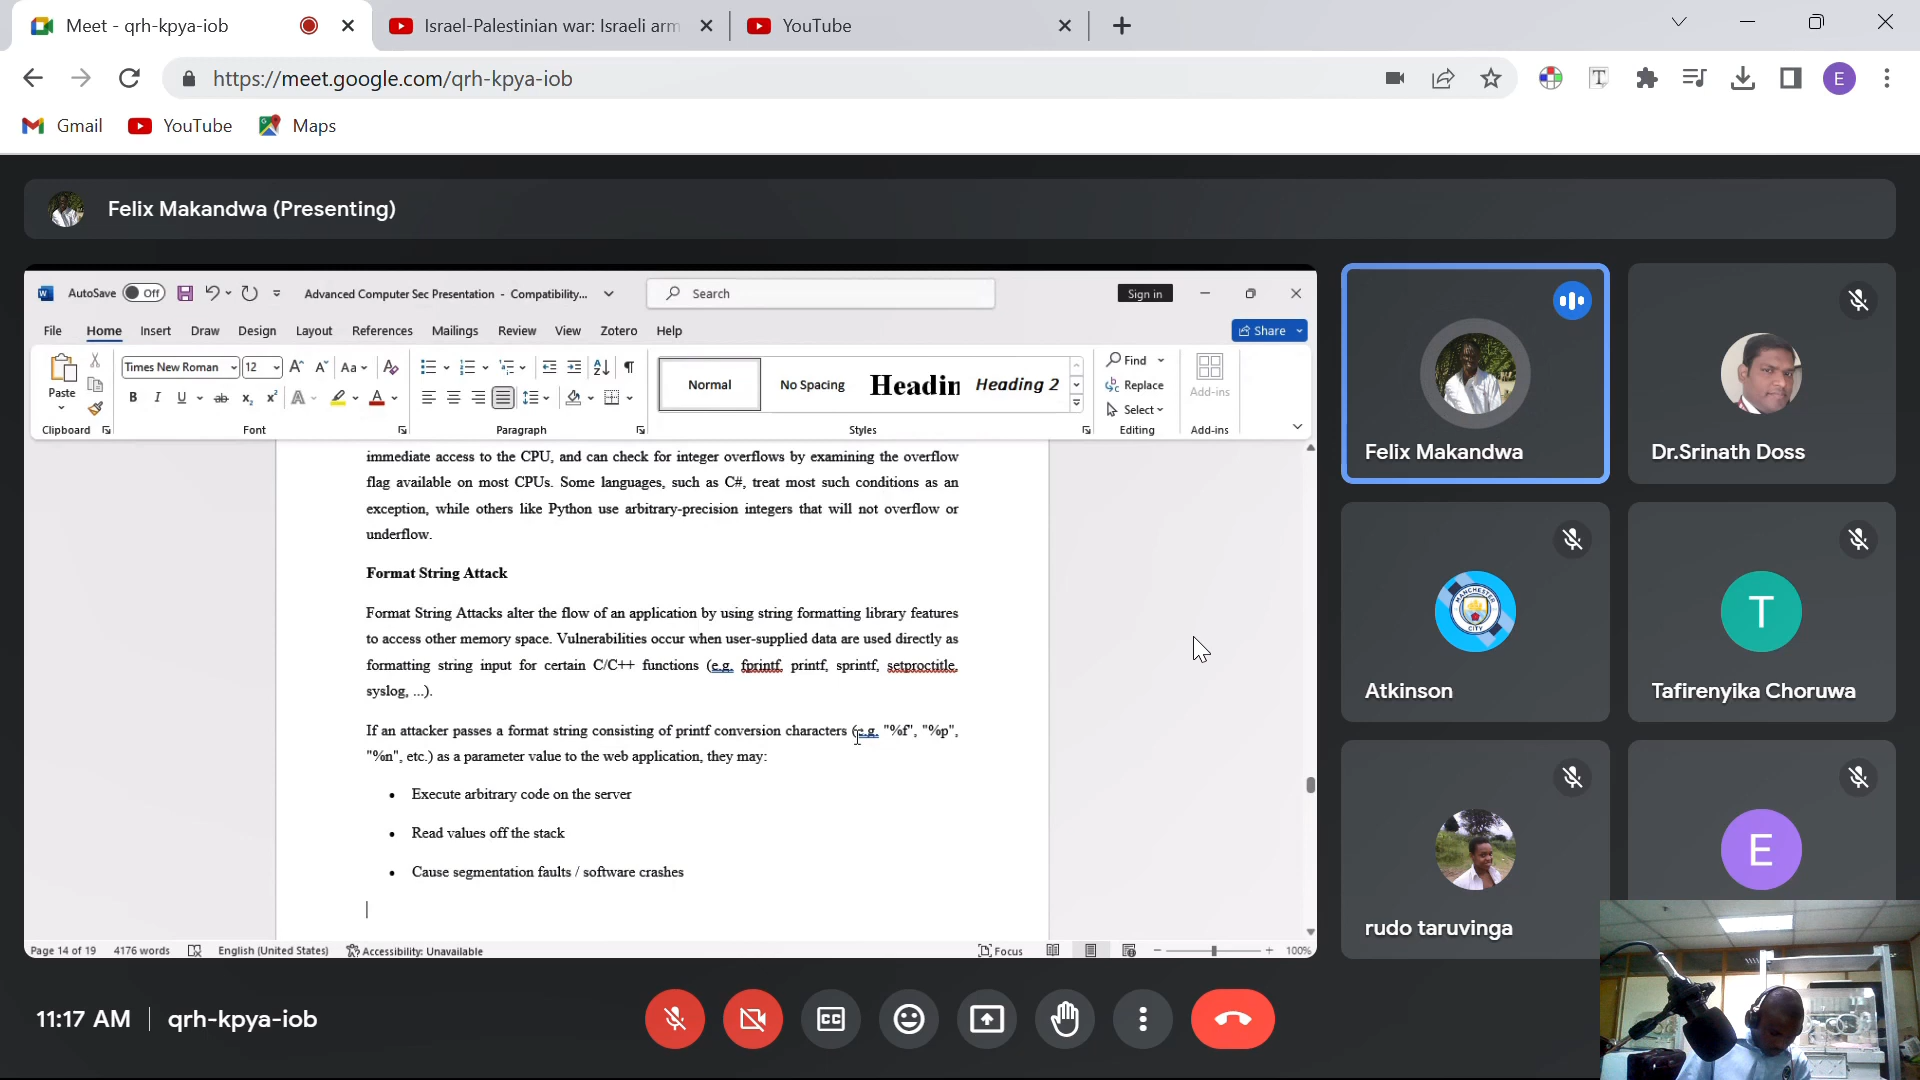 Meet - qrh-kpya-iob
Israel-Palestinian war: Israeli arm
YouTube
https://meet.google.com/qrh-kpya-iob
E
Gmail
YouTube
Maps
Felix Makandwa (Presenting)
AutoSave Off
Advanced Computer Sec Presentation - Compatibility...
Search
Sign in
File Home Insert Draw Design Layout References Mailings Review View Zotero Help
Share
Paste
Times New Roman 12
Normal
No Spacing
Headin
Heading 2
Find
Replace
Select
Add-ins
Clipboard Font Paragraph Styles Editing Add-ins
immediate access to the CPU, and can check for integer overflows by examining the overflow
flag available on most CPUs. Some languages, such as C#, treat most such conditions as an
exception, while others like Python use arbitrary-precision integers that will not overflow or
underflow.
Format String Attack
Format String Attacks alter the flow of an application by using string formatting library features
to access other memory space. Vulnerabilities occur when user-supplied data are used directly as
formatting string input for certain C/C++ functions (e.g. fprintf, printf, sprintf, setproctitle,
syslog, ...).
If an attacker passes a format string consisting of printf conversion characters (e.g. "%f", "%p",
"%n", etc.) as a parameter value to the web application, they may:
• Execute arbitrary code on the server
• Read values off the stack
• Cause segmentation faults / software crashes
Page 14 of 19 4176 words English (United States) Accessibility: Unavailable
Focus
100%
Felix Makandwa
Dr.Srinath Doss
MANCHESTER
CITY
Atkinson
T
Tafirenyika Choruwa
rudo taruvinga
E
11:17 AM
qrh-kpya-iob
CC